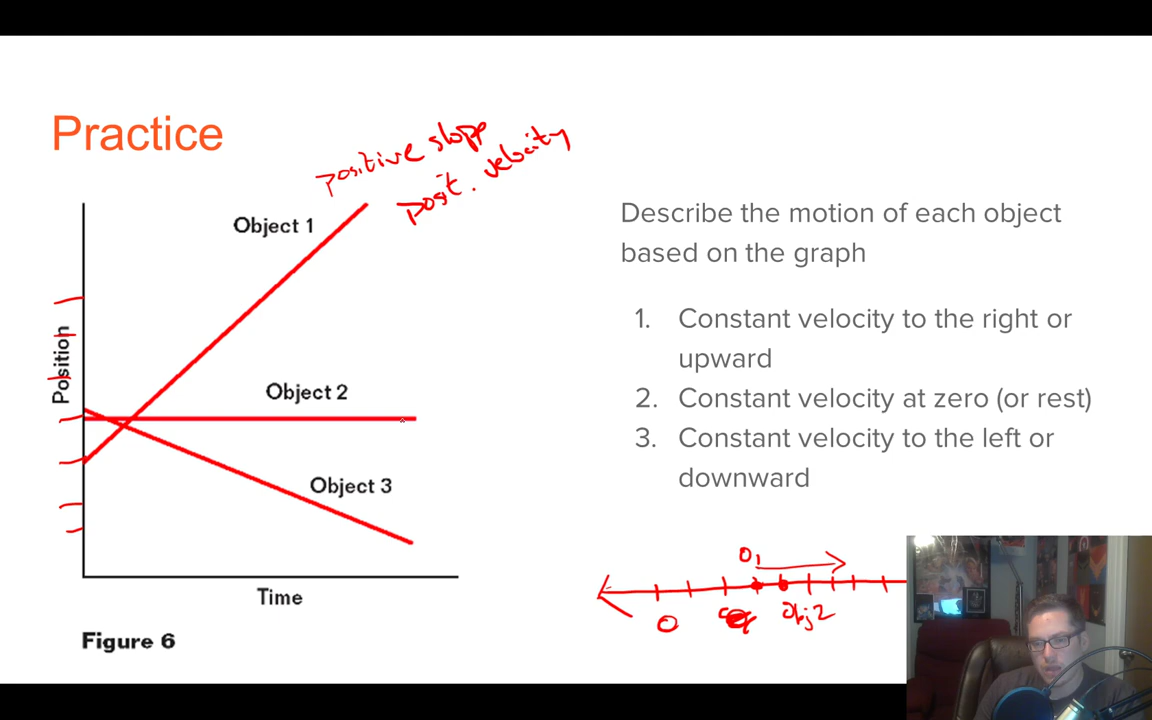 Practice
positive slope
posit. velocity
Object 1
Position
Object 2
Object 3
Time
Figure 6
Describe the motion of each object
based on the graph
1. Constant velocity to the right or
upward
2. Constant velocity at zero (or rest)
3. Constant velocity to the left or
downward
O1
0
Obj2